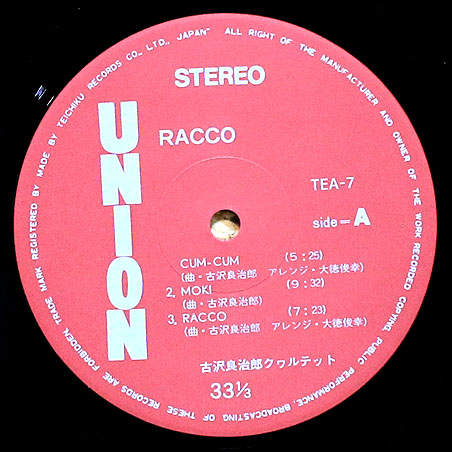 MADE BY TEICHIKU RECORDS CO., LTD., JAPAN ALL RIGHT OF THE MANUFACTURER AND OWNER OF THE WORK RECORDED COPYING, PUBLIC PERFORMANCE, BROADCASTING OF THESE RECORDS ARE FORBIDDEN. TRADE MARK REGISTERED BY
STEREO
UNION
RACCO
TEA-7
side=A
CUM-CUM (5:25)
(曲・古沢良治郎 アレンジ・大徳俊幸)
2. MOKI (9:32)
(曲・古沢良治郎)
3. RACCO (7:23)
(曲・古沢良治郎 アレンジ・大徳俊幸)
古沢良治郎クヮルテット
33⅓